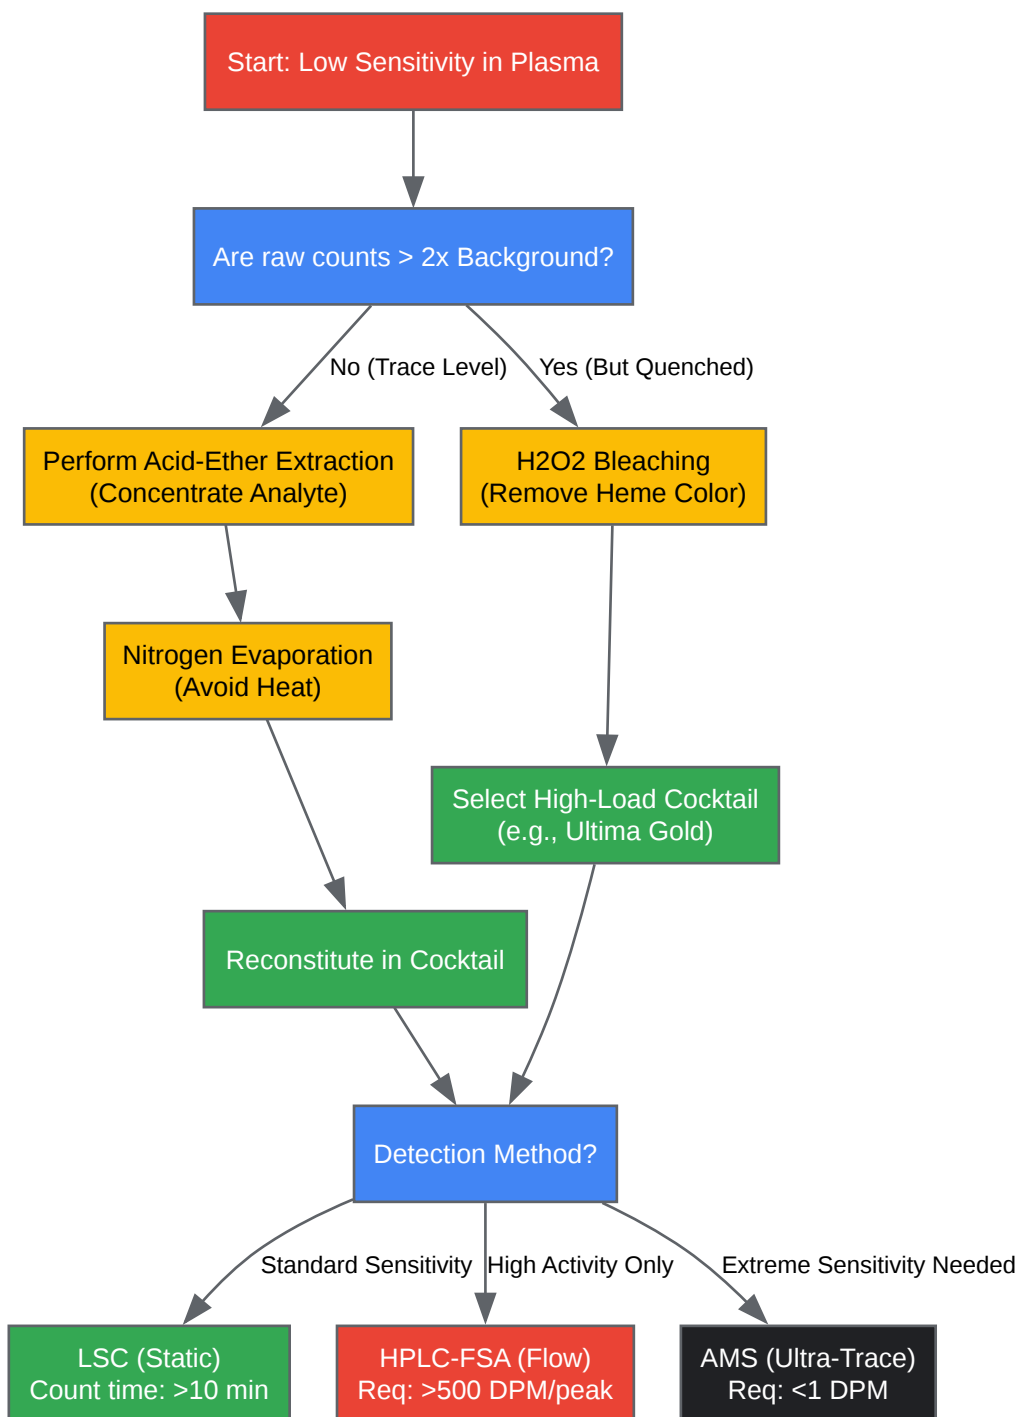 Start: Low Sensitivity in Plasma
Are raw counts > 2x Background?
No (Trace Level)
Yes (But Quenched)
Perform Acid-Ether Extraction
(Concentrate Analyte)
H2O2 Bleaching
(Remove Heme Color)
Nitrogen Evaporation
(Avoid Heat)
Select High-Load Cocktail
(e.g., Ultima Gold)
Reconstitute in Cocktail
Detection Method?
Standard Sensitivity
High Activity Only
Extreme Sensitivity Needed
LSC (Static)
Count time: >10 min
HPLC-FSA (Flow)
Req: >500 DPM/peak
AMS (Ultra-Trace)
Req: <1 DPM